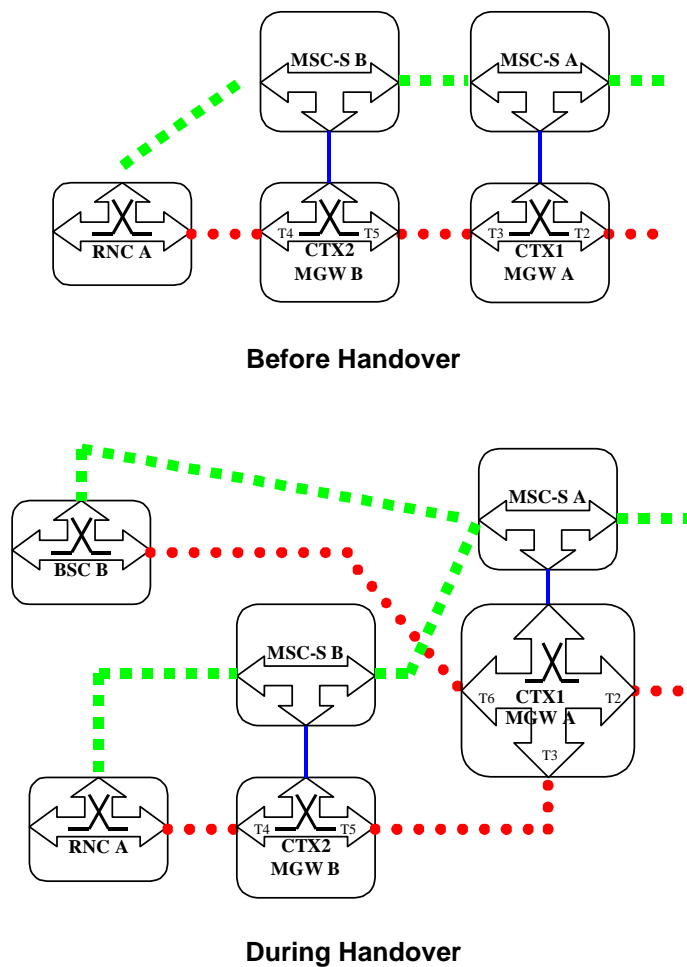 MSC-S B
MSC-S A
RNC A
T4
T5
CTX2
MGW B
T3
T2
CTX1
MGW A
Before Handover
MSC-S A
BSC B
MSC-S B
T6
T2
CTX1
MGW A
T3
RNC A
T4
T5
CTX2
MGW B
During Handover